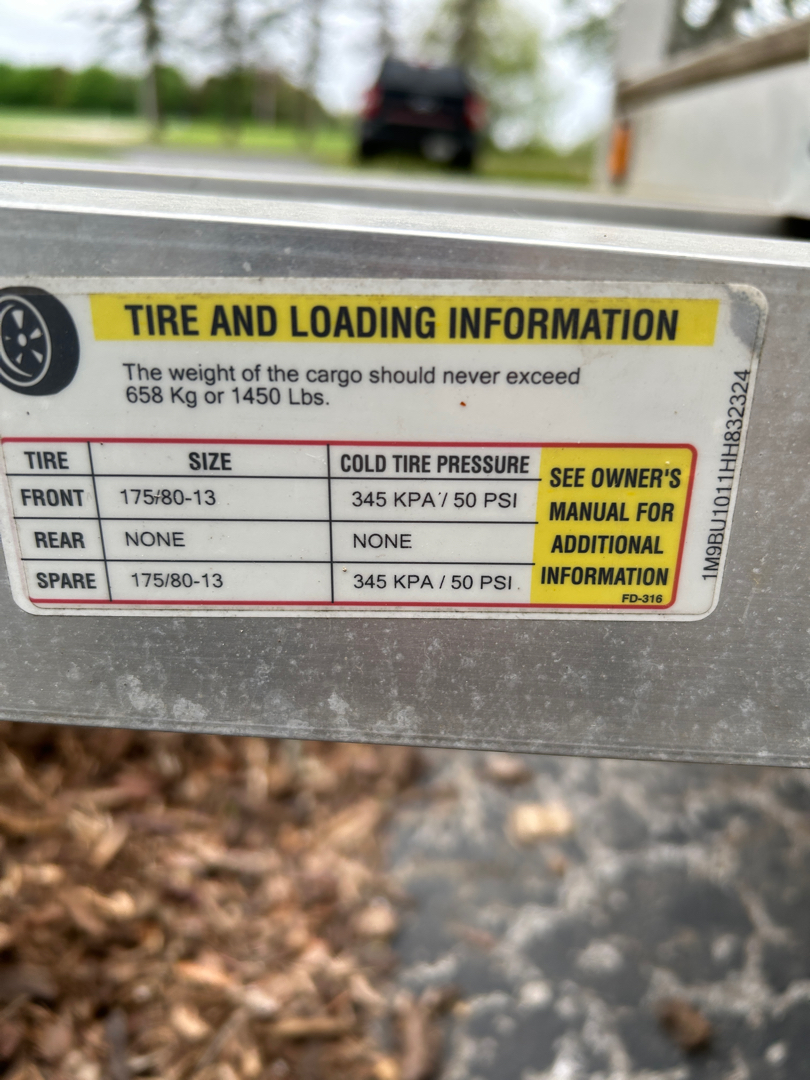 TIRE AND LOADING INFORMATION
The weight of the cargo should never exceed
658 Kg or 1450 Lbs.
TIRE SIZE COLD TIRE PRESSURE
FRONT 175/80-13 345 KPA / 50 PSI
REAR NONE NONE
SPARE 175/80-13 345 KPA / 50 PSI
SEE OWNER'S
MANUAL FOR
ADDITIONAL
INFORMATION
FD-316
1M9BU1011HH832324